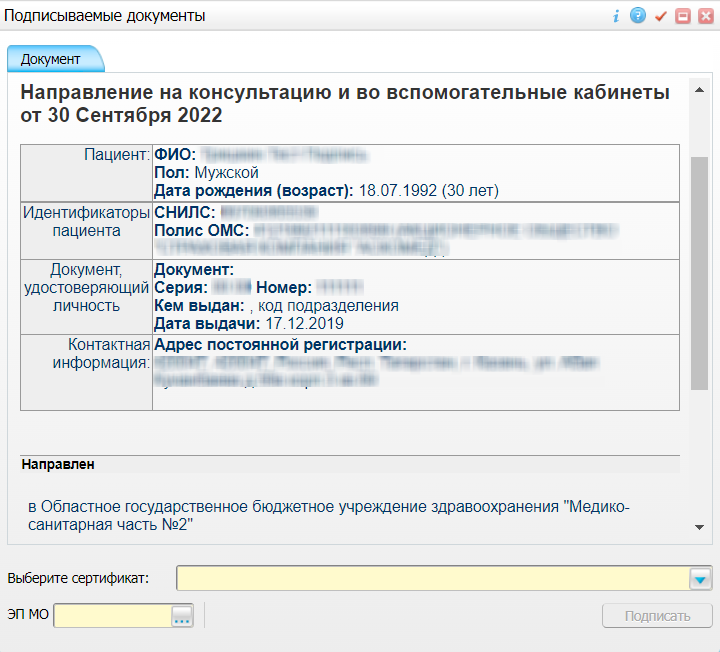 Подписываемые документы
Документ
Направление на консультацию и во вспомогательные кабинеты
от 30 Сентября 2022
Пациент: ФИО:
Пол: Мужской
Дата рождения (возраст): 18.07.1992 (30 лет)
Идентификаторы СНИЛС:
пациента Полис ОМС:
Документ, Документ:
удостоверяющий Серия: Номер:
личность Кем выдан: , код подразделения
Дата выдачи: 17.12.2019
Контактная Адрес постоянной регистрации:
информация:
Направлен
в Областное государственное бюджетное учреждение здравоохранения "Медико-
санитарная часть №2"
Выберите сертификат:
ЭП МО ... Подписать